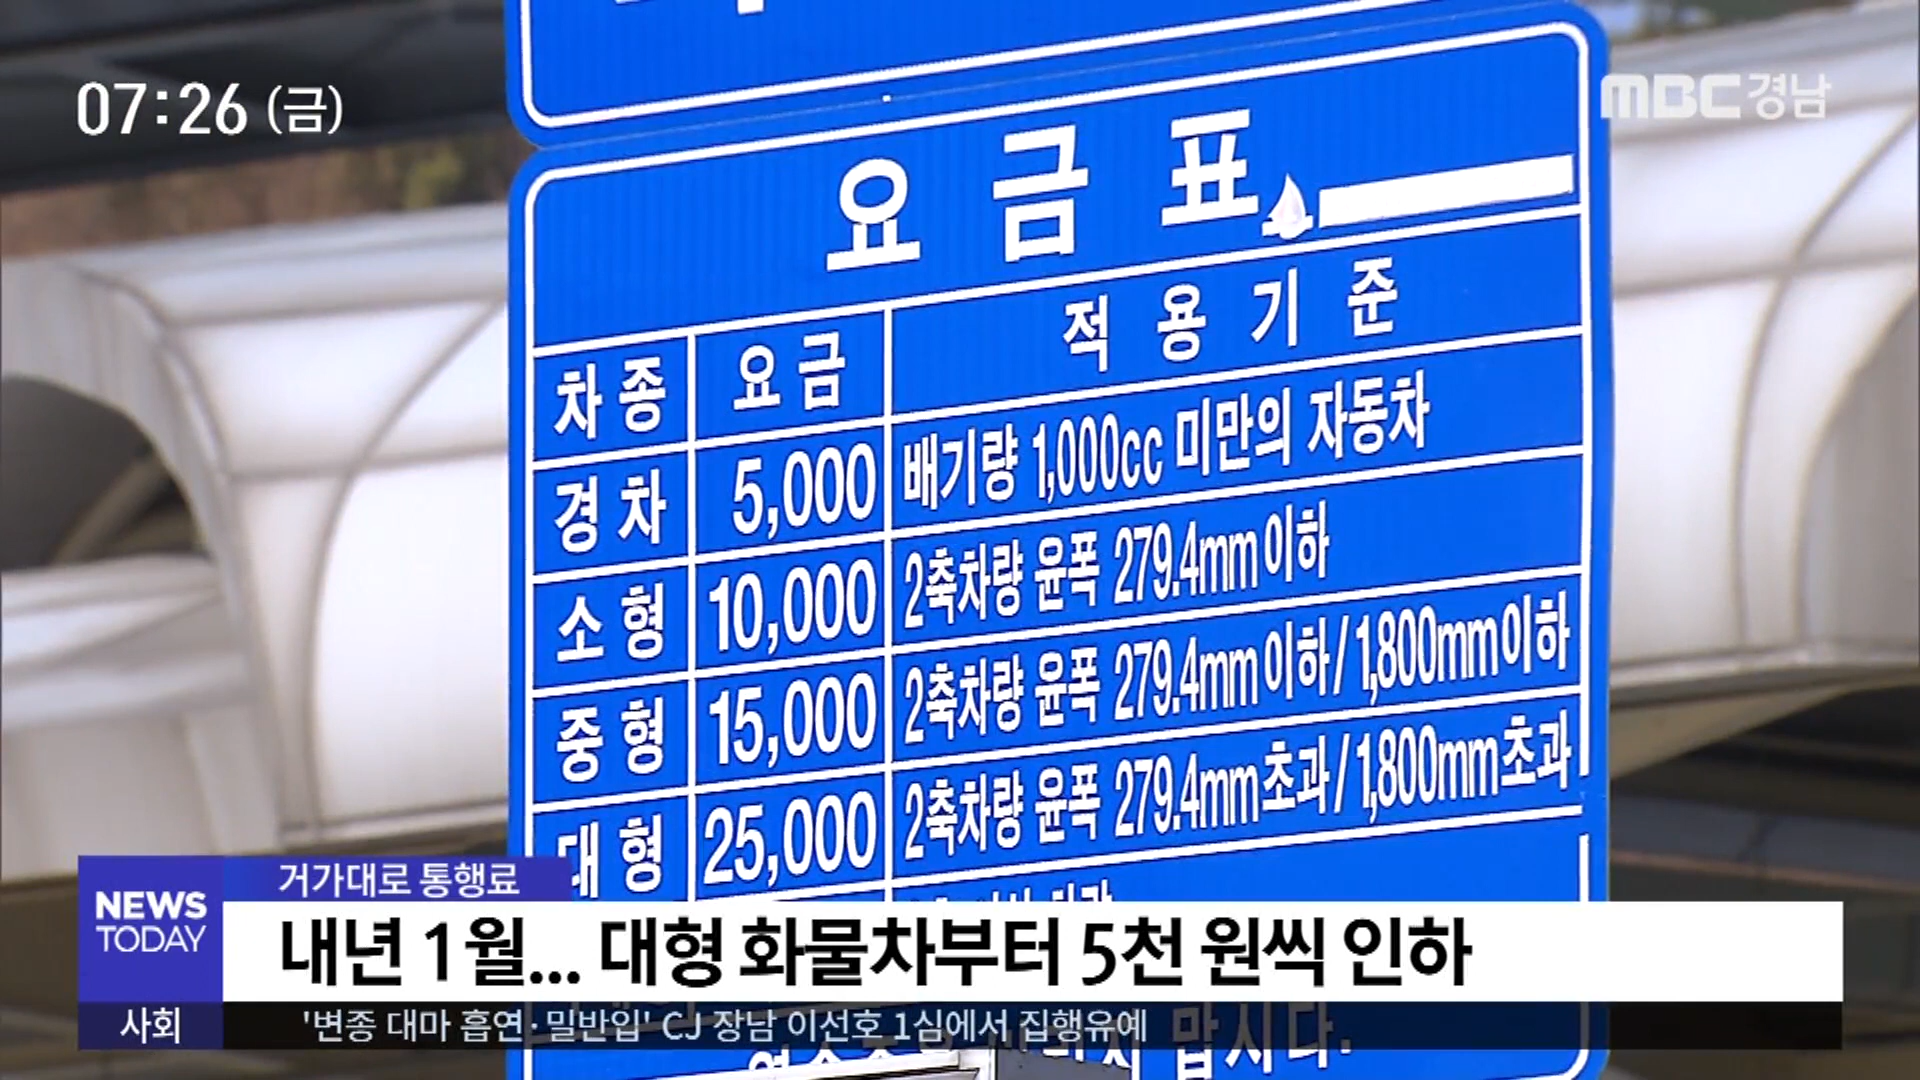 07:26 (금)
MBC경남
요금표
차종 요금 적용기준
경차 5,000 배기량 1,000cc 미만의 자동차
소형 10,000 2축차량 윤폭 279.4mm이하
중형 15,000 2축차량 윤폭 279.4mm이하/1,800mm이하
대형 25,000 2축차량 윤폭 279.4mm초과/1,800mm초과
거가대로 통행료
NEWS TODAY
내년 1월... 대형 화물차부터 5천 원씩 인하
사회
'변종 대마 흡연·밀반입' CJ 장남 이선호 1심에서 집행유예